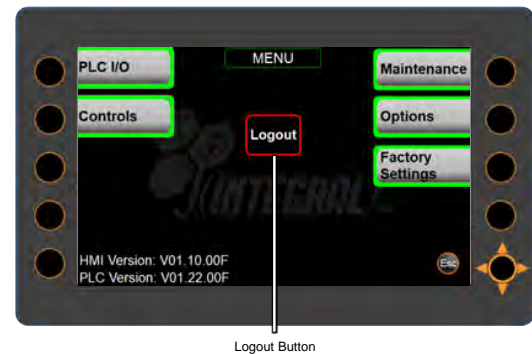 MENU
PLC I/O
Maintenance
Controls
Options
Logout
Factory
Settings
INTEGRAL
HMI Version: V01.10.00F
PLC Version: V01.22.00F
Esc
Logout Button